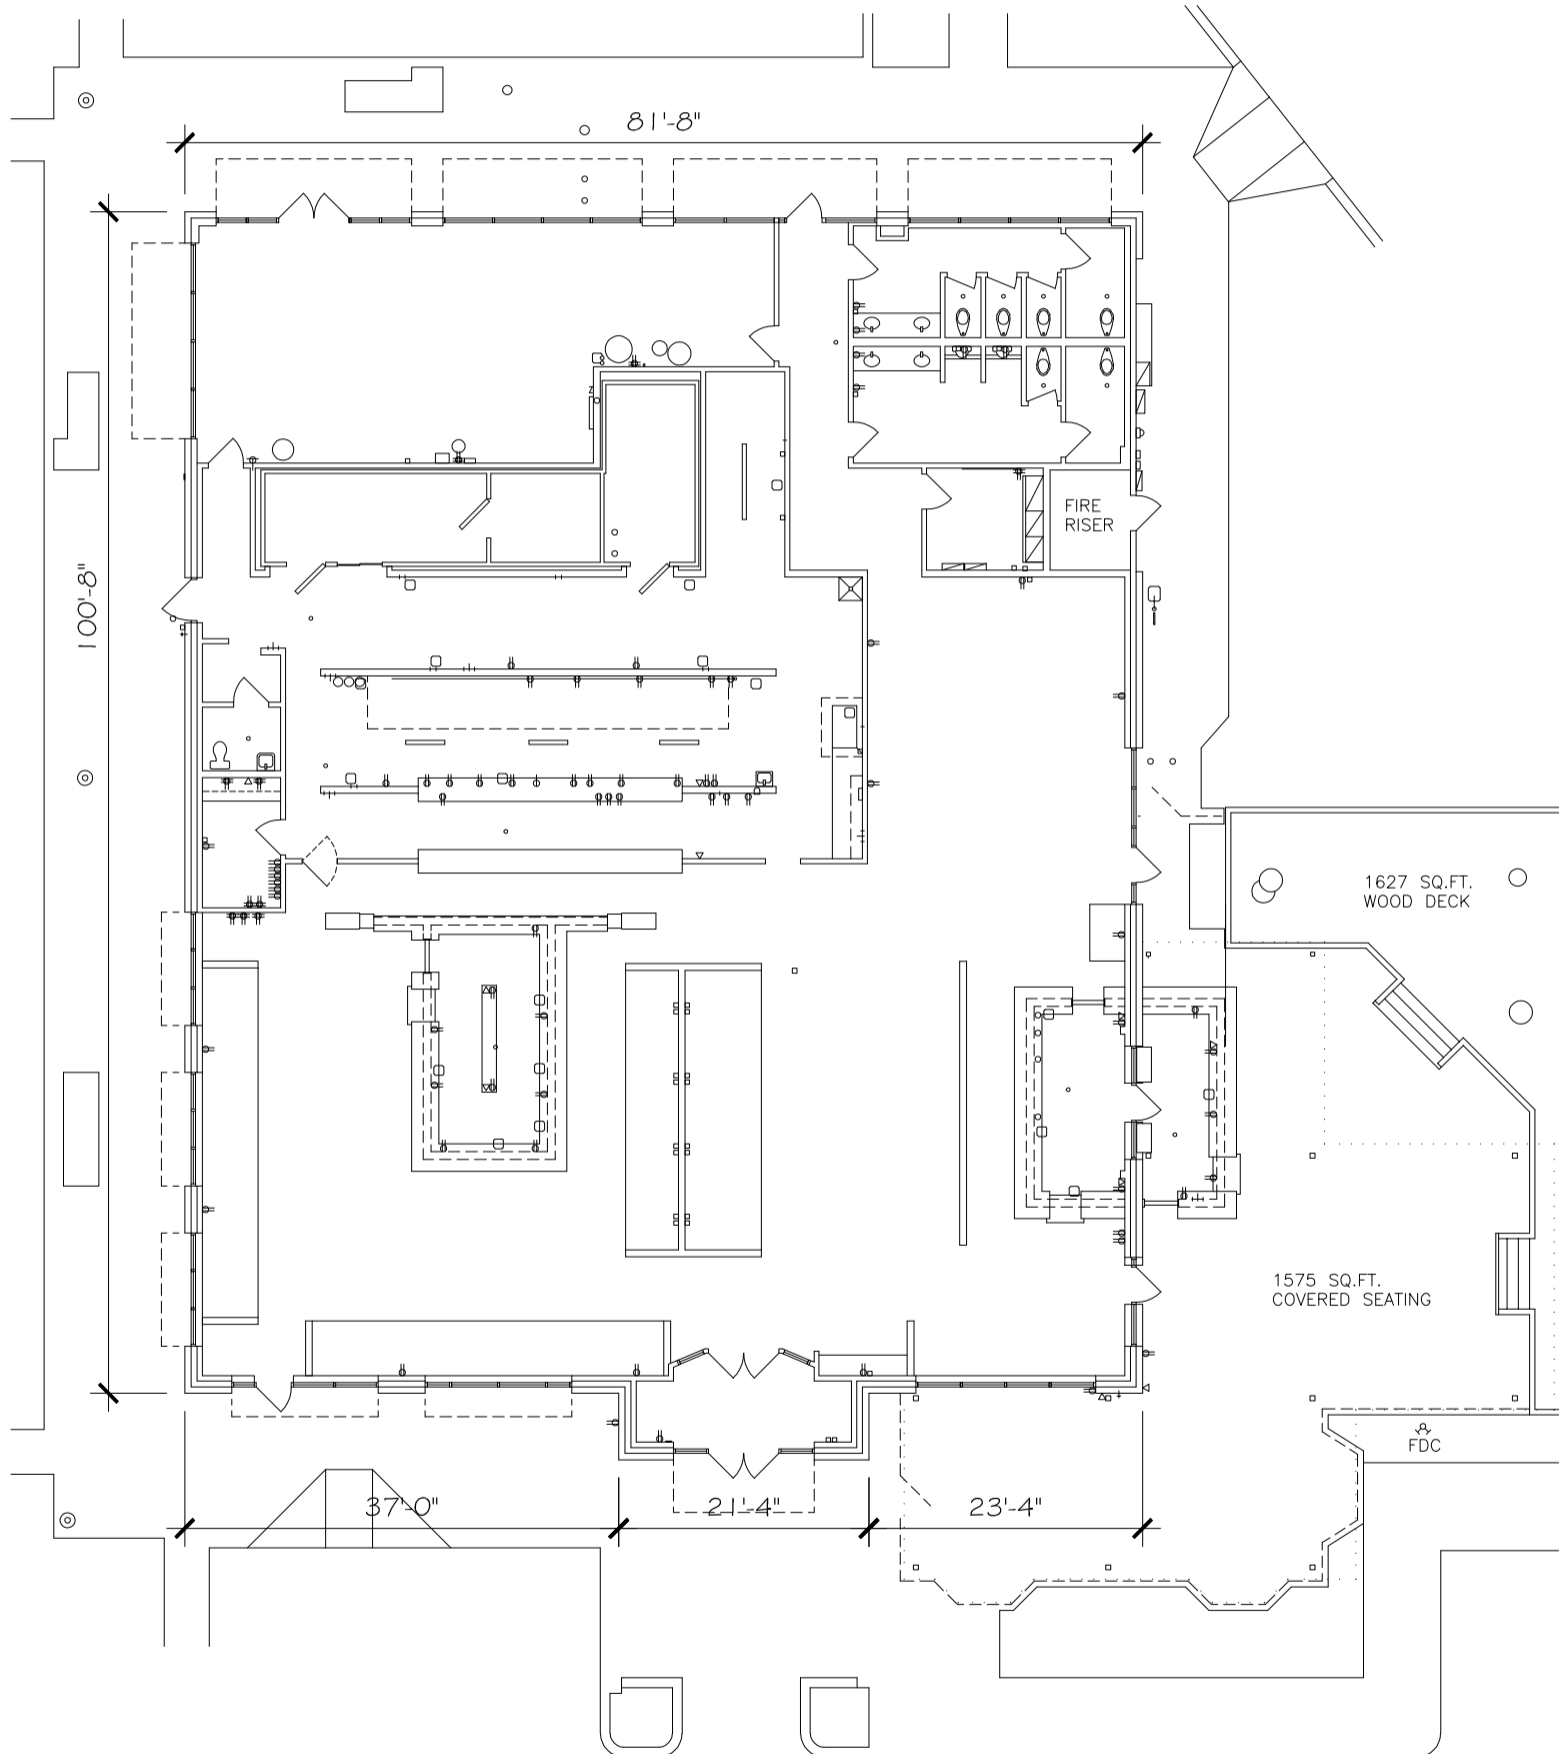 81'-8"
100'-8"
FIRE
RISER
1627 SQ.FT.
WOOD DECK
1575 SQ.FT.
COVERED SEATING
FDC
37'-0"
21'-4"
23'-4"